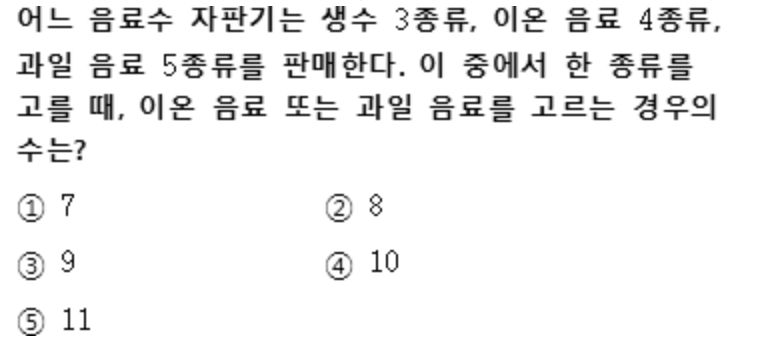 어느 음료수 자판기는 생수 3종류, 이온 음료 4종류,
과일 음료 5종류를 판매한다. 이 중에서 한 종류를
고를 때, 이온 음료 또는 과일 음료를 고르는 경우의
수는?
① 7 ② 8
③ 9 ④ 10
⑤ 11